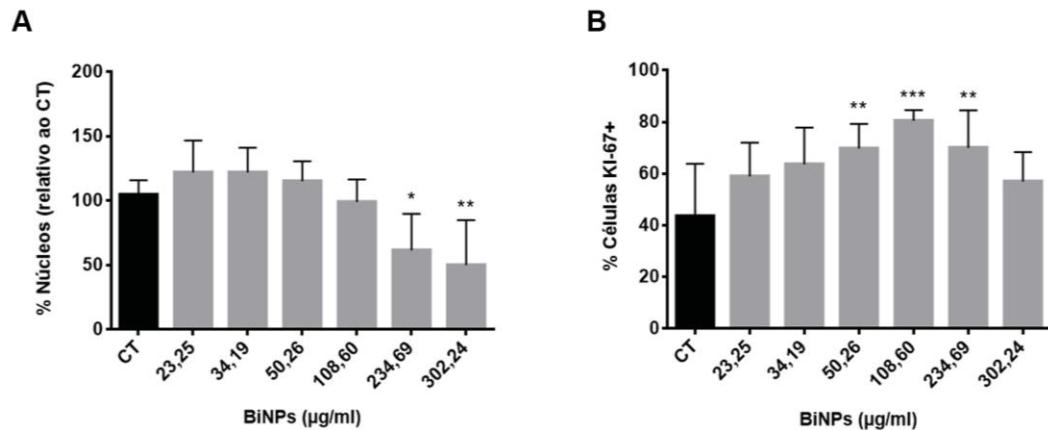 A
% Núcleos (relativo ao CT)
200
150
100
50
0
* **
CT 23,25 34,19 50,26 108,60 234,69 302,24
BiNPs (µg/ml)
B
% Células KI-67+
100
80
60
40
20
0
** *** **
CT 23,25 34,19 50,26 108,60 234,69 302,24
BiNPs (µg/ml)